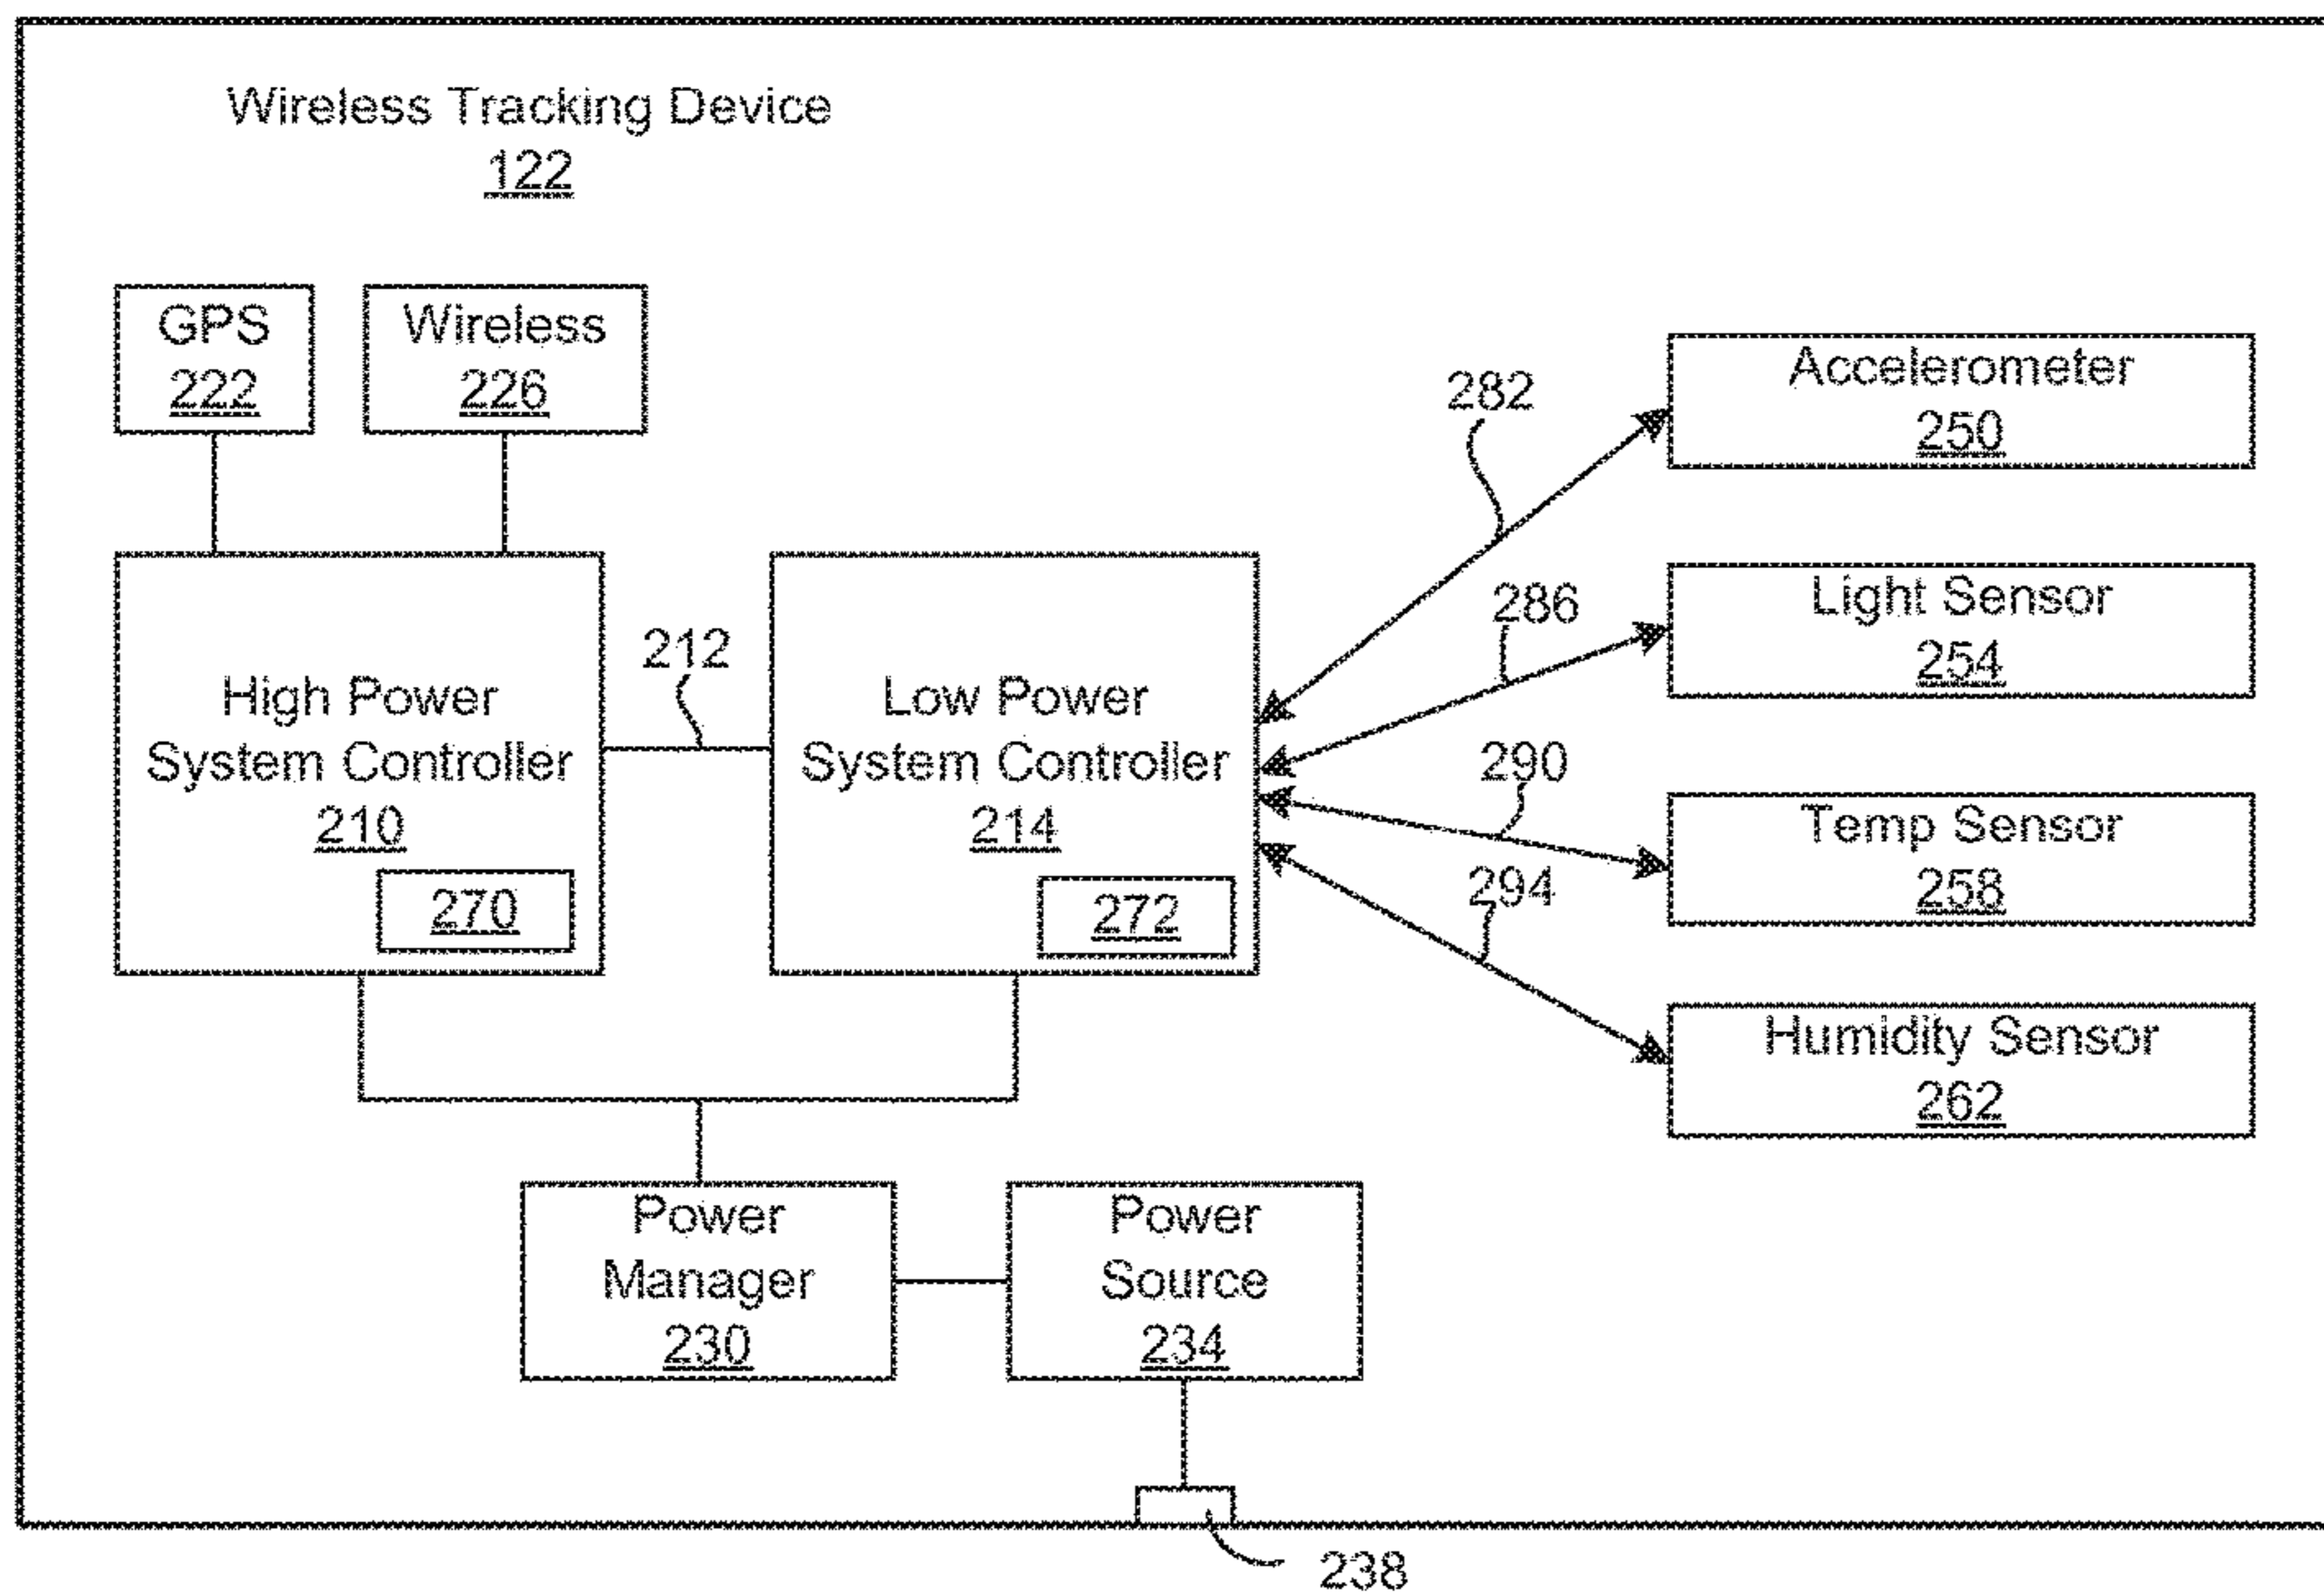 Wireless Tracking Device
122
GPS
222
Wireless
226
Accelerometer
250
282
Light Sensor
254
286
High Power
System Controller
210
270
212
Low Power
System Controller
214
272
290
Temp Sensor
258
294
Humidity Sensor
262
Power
Manager
230
Power
Source
234
238